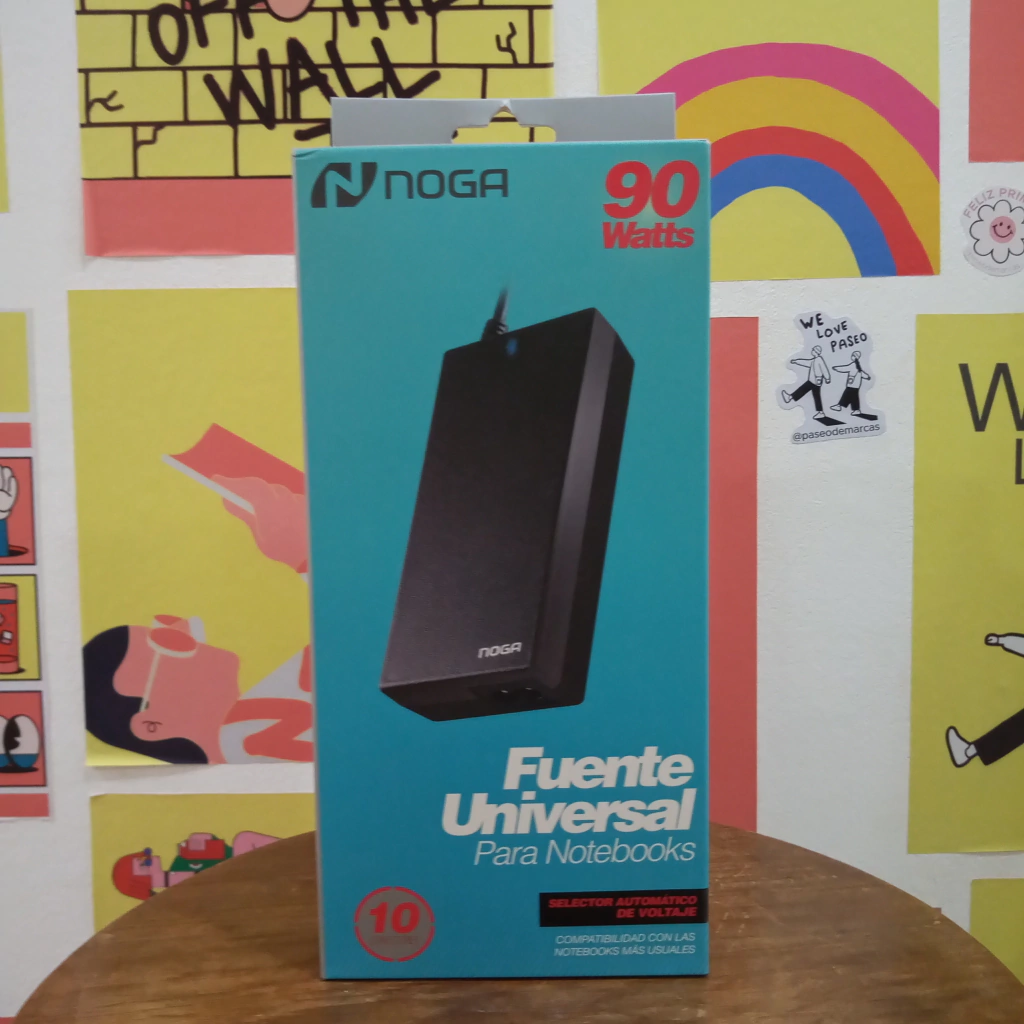 OFF THE
WALL
NOGA
90
Watts
FELIZ
WE
LOVE
PASEO
@paseodemarcas
W
L
NOGA
Fuente
Universal
Para Notebooks
SELECTOR AUTOMÁTICO
DE VOLTAJE
10
COMPATIBILIDAD CON LAS
NOTEBOOKS MÁS USUALES